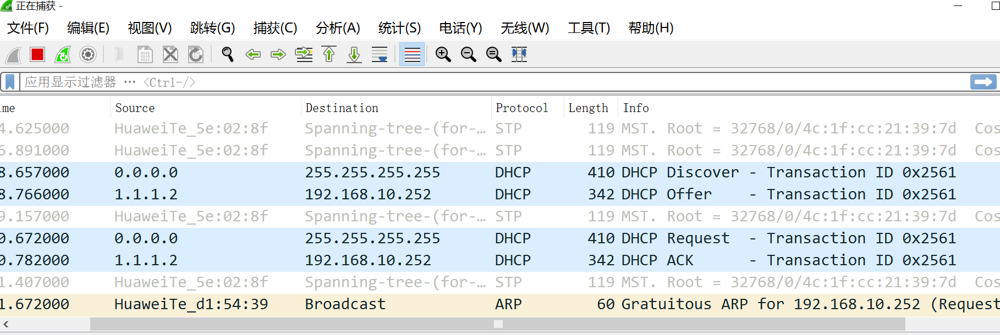 正在捕获 -
文件(F) 编辑(E) 视图(V) 跳转(G) 捕获(C) 分析(A) 统计(S) 电话(Y) 无线(W) 工具(T) 帮助(H)
应用显示过滤器 … <Ctrl-/>
me Source Destination Protocol Length Info
4.625000 HuaweiTe_5e:02:8f Spanning-tree-(for-… STP 119 MST. Root = 32768/0/4c:1f:cc:21:39:7d Cos
6.891000 HuaweiTe_5e:02:8f Spanning-tree-(for-… STP 119 MST. Root = 32768/0/4c:1f:cc:21:39:7d Cos
8.657000 0.0.0.0 255.255.255.255 DHCP 410 DHCP Discover - Transaction ID 0x2561
8.766000 1.1.1.2 192.168.10.252 DHCP 342 DHCP Offer - Transaction ID 0x2561
9.157000 HuaweiTe_5e:02:8f Spanning-tree-(for-… STP 119 MST. Root = 32768/0/4c:1f:cc:21:39:7d Cos
0.672000 0.0.0.0 255.255.255.255 DHCP 410 DHCP Request - Transaction ID 0x2561
0.782000 1.1.1.2 192.168.10.252 DHCP 342 DHCP ACK - Transaction ID 0x2561
1.407000 HuaweiTe_5e:02:8f Spanning-tree-(for-… STP 119 MST. Root = 32768/0/4c:1f:cc:21:39:7d Cos
1.672000 HuaweiTe_d1:54:39 Broadcast ARP 60 Gratuitous ARP for 192.168.10.252 (Request